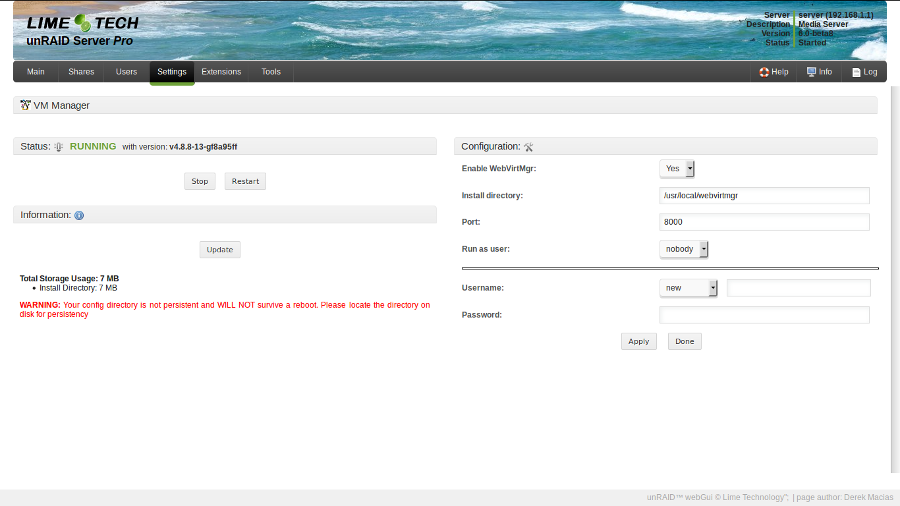 LIME TECH
unRAID Server Pro
Server server (192.168.1.1)
Description Media Server
Version 6.0-beta8
Status Started
Main Shares Users Settings Extensions Tools Help Info Log
VM Manager
Status: RUNNING with version: v4.8.8-13-gf8a95ff
Stop Restart
Information:
Update
Total Storage Usage: 7 MB
• Install Directory: 7 MB
WARNING: Your config directory is not persistent and WILL NOT survive a reboot. Please locate the directory on
disk for persistency
Configuration:
Enable WebVirtMgr: Yes
Install directory: /usr/local/webvirtmgr
Port: 8000
Run as user: nobody
Username: new
Password:
Apply Done
unRAID™ webGui © Lime Technology"; | page author: Derek Macias